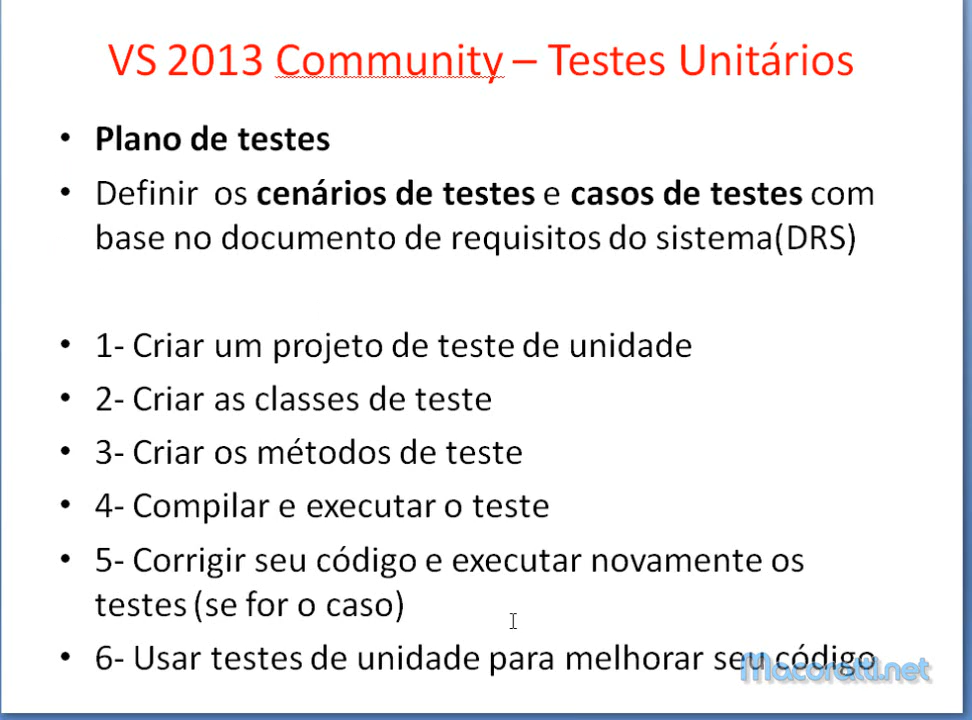 VS 2013 Community – Testes Unitários
• Plano de testes
• Definir os cenários de testes e casos de testes com
base no documento de requisitos do sistema(DRS)
• 1- Criar um projeto de teste de unidade
• 2- Criar as classes de teste
• 3- Criar os métodos de teste
• 4- Compilar e executar o teste
• 5- Corrigir seu código e executar novamente os
testes (se for o caso)
• 6- Usar testes de unidade para melhorar seu código
Macoratti.net